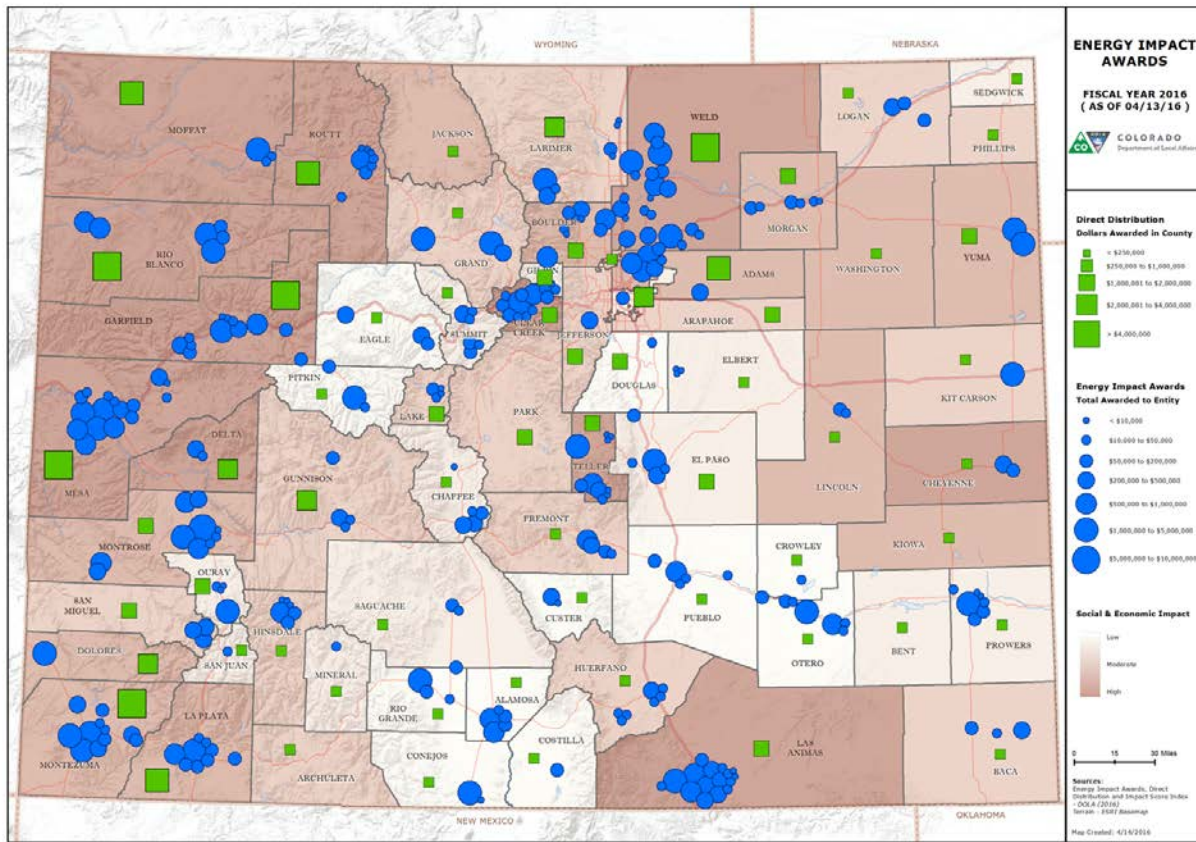 WYOMING
NEBRASKA
MOFFAT
ROUTT
JACKSON
LARIMER
WELD
LOGAN
SEDGWICK
PHILLIPS
RIO
BLANCO
GRAND
BOULDER
MORGAN
WASHINGTON
YUMA
ADAMS
GARFIELD
EAGLE
SUMMIT
CREEK
JEFFERSON
ARAPAHOE
PITKIN
LAKE
PARK
DOUGLAS
ELBERT
KIT CARSON
MESA
DELTA
GUNNISON
CHAFFEE
TELLER
EL PASO
LINCOLN
CHEYENNE
MONTROSE
FREMONT
CROWLEY
KIOWA
OURAY
SAN
MIGUEL
HINSDALE
SAGUACHE
CUSTER
PUEBLO
OTERO
BENT
PROWERS
DOLORES
SAN JUAN
MINERAL
RIO
GRANDE
ALAMOSA
HUERFANO
MONTEZUMA
LA PLATA
ARCHULETA
CONEJOS
COSTILLA
LAS
ANIMAS
BACA
NEW MEXICO
OKLAHOMA
ENERGY IMPACT
AWARDS
FISCAL YEAR 2016
( AS OF 04/13/16 )
CO
COLORADO
Department of Local Affairs
Direct Distribution
Dollars Awarded in County
< $250,000
$250,000 to $1,000,000
$1,000,001 to $2,000,000
$2,000,001 to $4,000,000
> $4,000,000
Energy Impact Awards
Total Awarded to Entity
< $10,000
$10,000 to $50,000
$50,000 to $200,000
$200,000 to $500,000
$500,000 to $1,000,000
$1,000,000 to $5,000,000
$5,000,000 to $10,000,000
Social & Economic Impact
Low
Moderate
High
0 15 30 Miles
Sources:
Energy Impact Awards, Direct
Distribution and Impact Score Index
- DOLA (2016)
Terrain - ESRI Basemap
Map Created: 4/14/2016